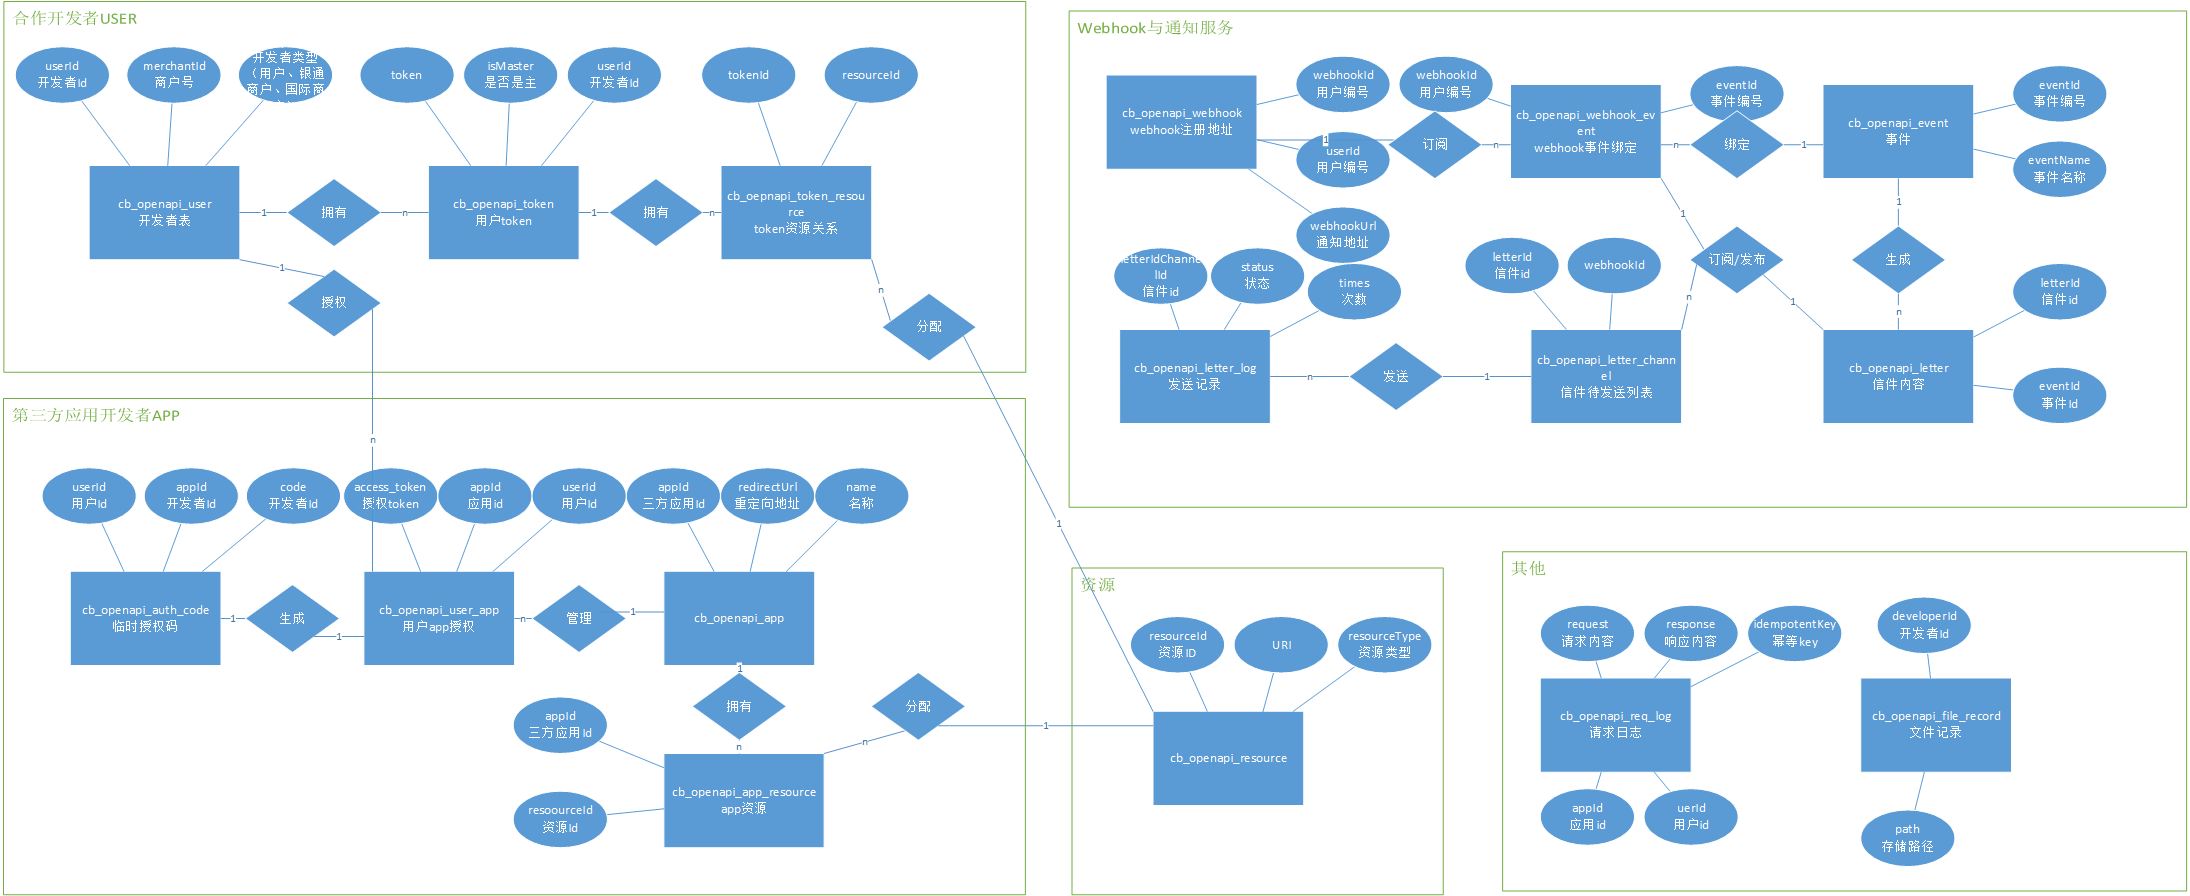 合作开发者USER
userId
开发者Id
merchantId
商户号
开发者类型
（用户、银通
商户、国际商
token
isMaster
是否是主
userId
开发者Id
tokenId
resourceId
cb_openapi_user
开发者表
1
拥有
n
cb_openapi_token
用户token
1
拥有
n
cb_oepnapi_token_resou
rce
token资源关系
1
授权
n
n
分配
1
第三方应用开发者APP
userId
用户Id
appId
开发者Id
code
开发者Id
access_token
授权token
appId
应用id
userId
用户Id
appId
三方应用Id
redirectUrl
重定向地址
name
名称
cb_openapi_auth_code
临时授权码
1
生成
1
cb_openapi_user_app
用户app授权
n
管理
1
cb_openapi_app
1
拥有
n
appId
三方应用Id
resoourceId
资源Id
cb_openapi_app_resource
app资源
n
分配
1
Webhook与通知服务
cb_openapi_webhook
webhook注册地址
webhookId
用户编号
userId
用户编号
webhookUrl
通知地址
1
订阅
n
webhookId
用户编号
cb_openapi_webhook_ev
ent
webhook事件绑定
eventId
事件编号
n
绑定
1
cb_openapi_event
事件
eventId
事件编号
eventName
事件名称
letterIdChanne
lId
信件id
status
状态
times
次数
letterId
信件id
webhookId
1
订阅/发布
n
1
1
生成
n
letterId
信件id
cb_openapi_letter_log
发送记录
n
发送
1
cb_openapi_letter_chann
el
信件待发送列表
cb_openapi_letter
信件内容
eventId
事件Id
资源
resourceId
资源ID
URI
resourceType
资源类型
cb_openapi_resource
其他
request
请求内容
response
响应内容
idempotentKey
幂等key
developerId
开发者Id
cb_openapi_req_log
请求日志
cb_openapi_file_record
文件记录
appId
应用id
uerId
用户id
path
存储路径